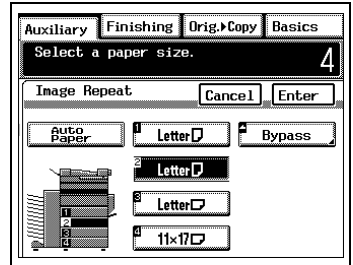 Auxiliary Finishing Orig.▸Copy Basics
Select a paper size.
4
Image Repeat Cancel Enter
Auto
Paper
1 Letter
Bypass
2 Letter
3 Letter
4 11×17
1
2
3
4